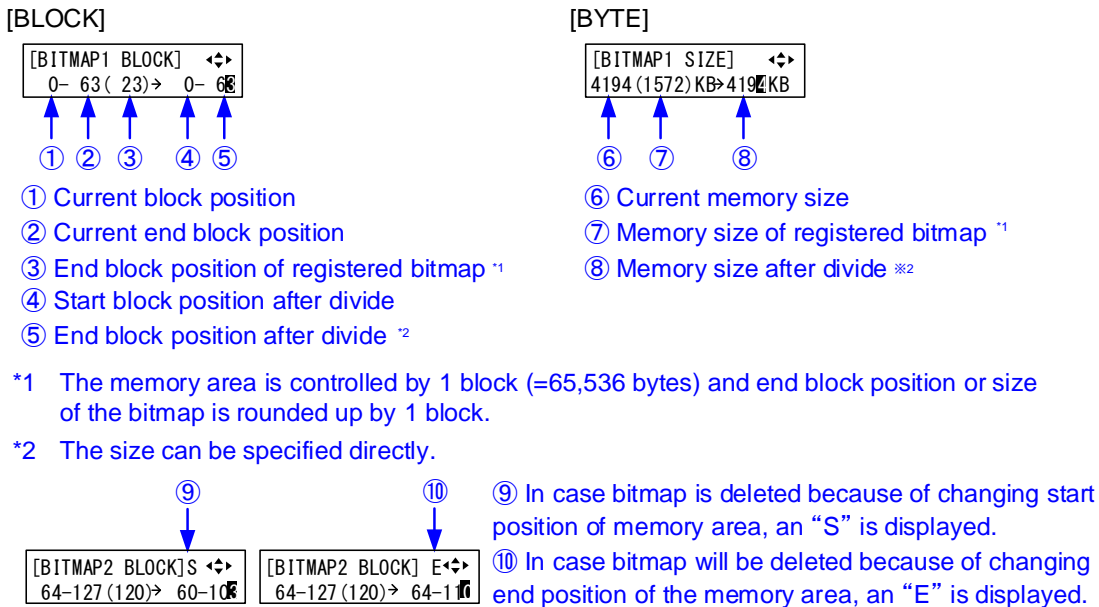 [BLOCK]
[BYTE]
[BITMAP1 BLOCK]
0- 63( 23)→ 0- 63
[BITMAP1 SIZE]
4194(1572)KB→4194KB
① ② ③ ④ ⑤
⑥ ⑦ ⑧
① Current block position
② Current end block position
③ End block position of registered bitmap *1
④ Start block position after divide
⑤ End block position after divide *2
⑥ Current memory size
⑦ Memory size of registered bitmap *1
⑧ Memory size after divide ※2
*1 The memory area is controlled by 1 block (=65,536 bytes) and end block position or size
of the bitmap is rounded up by 1 block.
*2 The size can be specified directly.
⑨
⑩
[BITMAP2 BLOCK]S
64-127(120)→ 60-103
[BITMAP2 BLOCK] E
64-127(120)→ 64-110
⑨ In case bitmap is deleted because of changing start
position of memory area, an “S” is displayed.
⑩ In case bitmap will be deleted because of changing
end position of the memory area, an “E” is displayed.